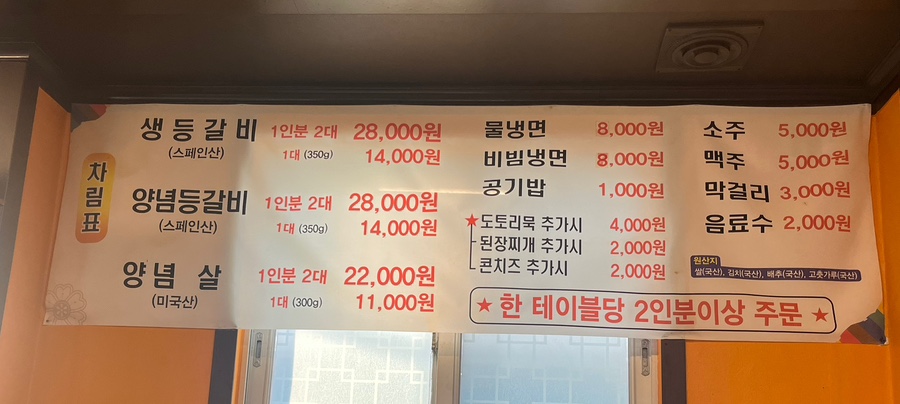 차림표
생등갈비 1인분 2대 28,000원
(스페인산) 1대 (350g) 14,000원
양념등갈비 1인분 2대 28,000원
(스페인산) 1대 (350g) 14,000원
양념 살 1인분 2대 22,000원
(미국산) 1대 (300g) 11,000원
물냉면 8,000원
비빔냉면 8,000원
공기밥 1,000원
★도토리묵 추가시 4,000원
된장찌개 추가시 2,000원
콘치즈 추가시 2,000원
★ 한 테이블당 2인분이상 주문 ★
소주 5,000원
맥주 5,000원
막걸리 3,000원
음료수 2,000원
원산지
쌀(국산), 김치(국산), 배추(국산), 고춧가루(국산)